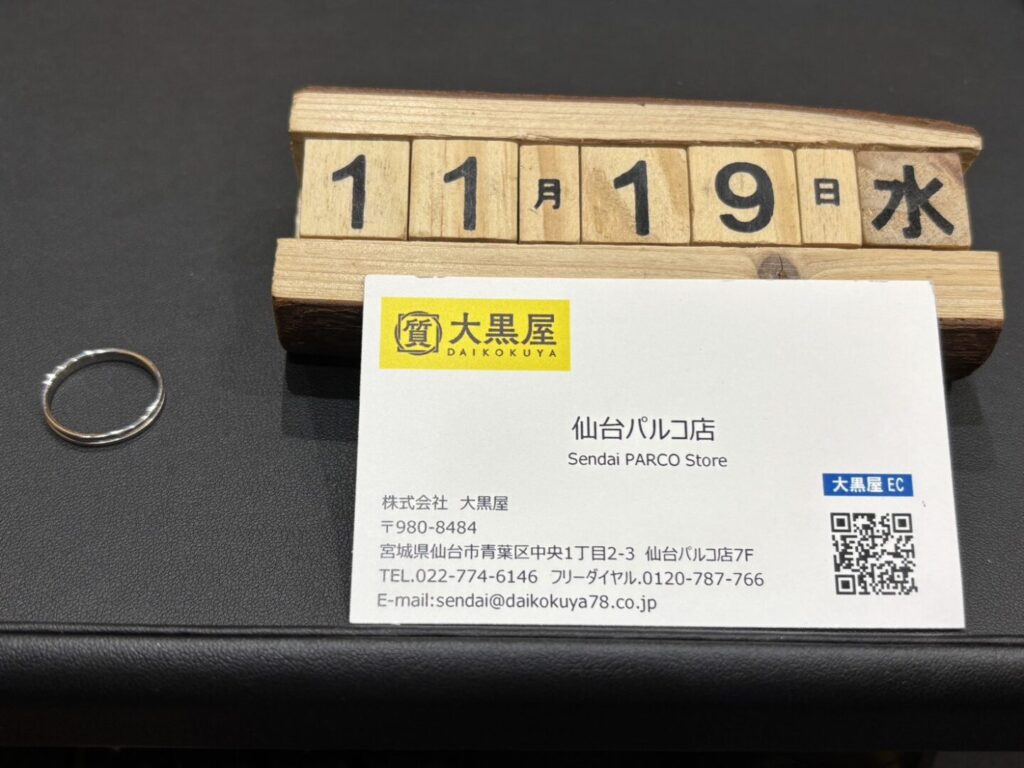 11月19日水
質 大黒屋
DAIKOKUYA
仙台パルコ店
Sendai PARCO Store
大黒屋 EC
株式会社 大黒屋
〒980-8484
宮城県仙台市青葉区中央1丁目2-3 仙台パルコ店7F
TEL.022-774-6146 フリーダイヤル.0120-787-766
E-mail:sendai@daikokuya78.co.jp